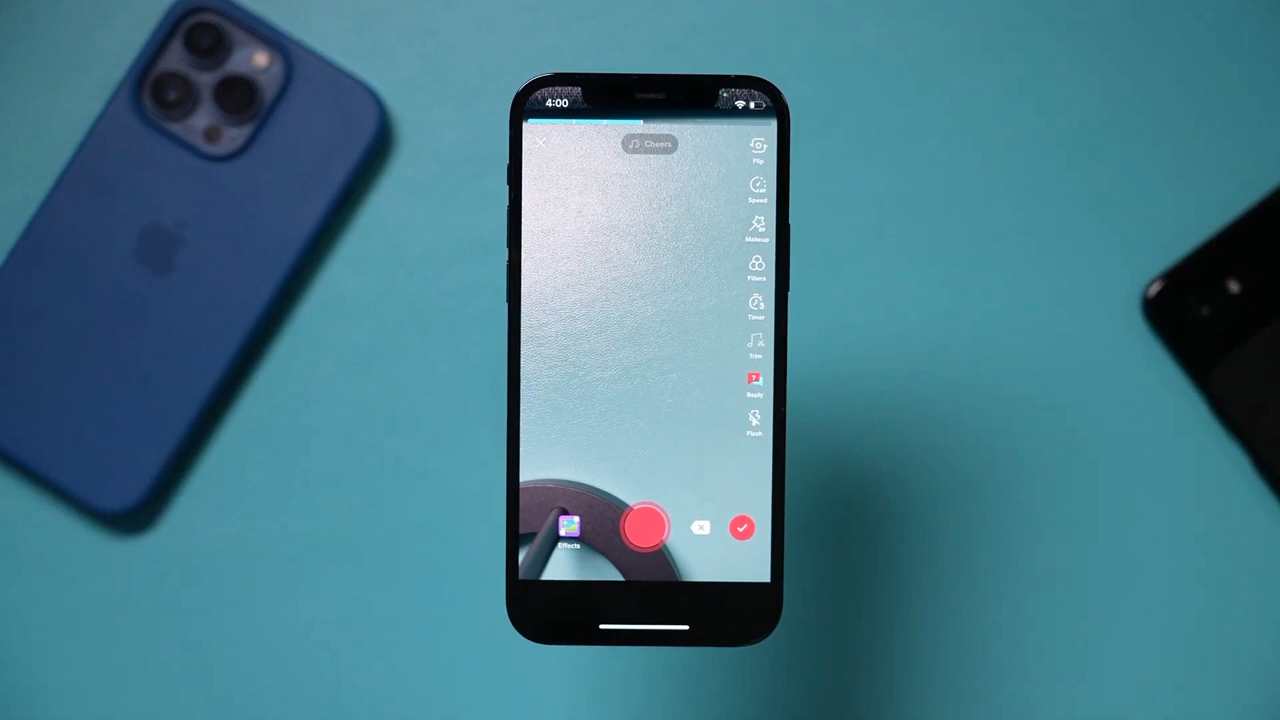 4:00
Cheers
Flip
Speed
Makeup
Filters
Timer
Trim
Reply
Flash
Effects